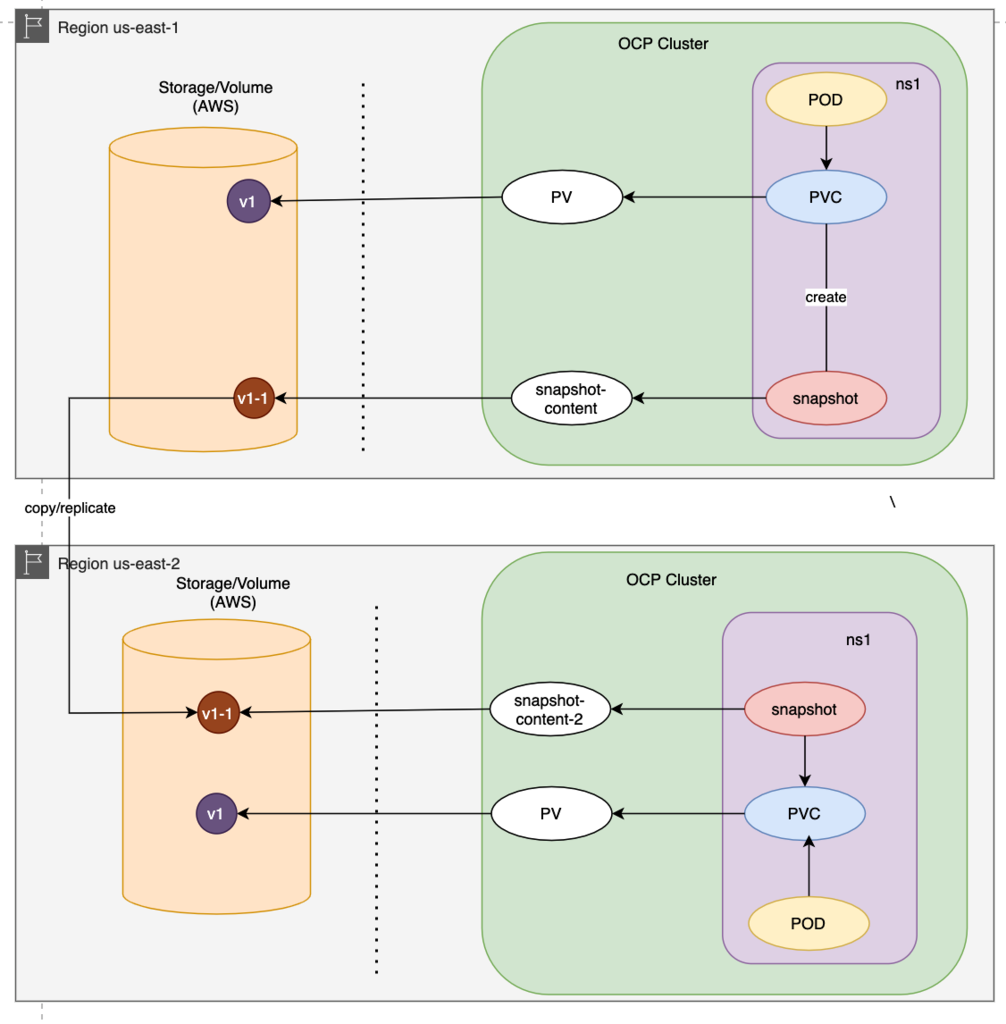 Region us-east-1
OCP Cluster
Storage/Volume
(AWS)
ns1
POD
v1
PV
PVC
create
v1-1
snapshot-
content
snapshot
copy/replicate
\
Region us-east-2
Storage/Volume
(AWS)
OCP Cluster
ns1
v1-1
snapshot-
content-2
snapshot
v1
PV
PVC
POD